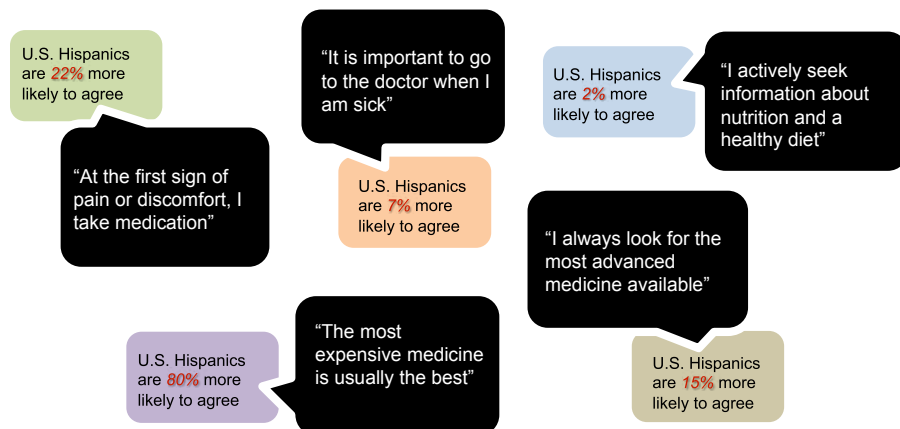 U.S. Hispanics
are 22% more
likely to agree
“At the first sign of
pain or discomfort, I
take medication”
“It is important to go
to the doctor when I
am sick”
U.S. Hispanics
are 7% more
likely to agree
U.S. Hispanics
are 2% more
likely to agree
“I actively seek
information about
nutrition and a
healthy diet”
“I always look for the
most advanced
medicine available”
U.S. Hispanics
are 15% more
likely to agree
U.S. Hispanics
are 80% more
likely to agree
“The most
expensive medicine
is usually the best”